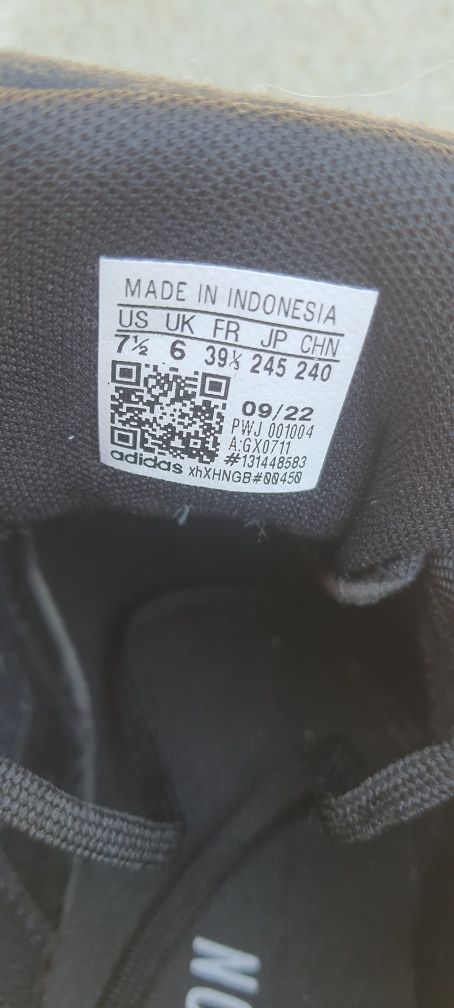 MADE IN INDONESIA
US UK FR JP CHN
7½ 6 39⅓ 245 240
09/22
PWJ 001004
A:GX0711
#131448583
adidas xhXHNGB#00450